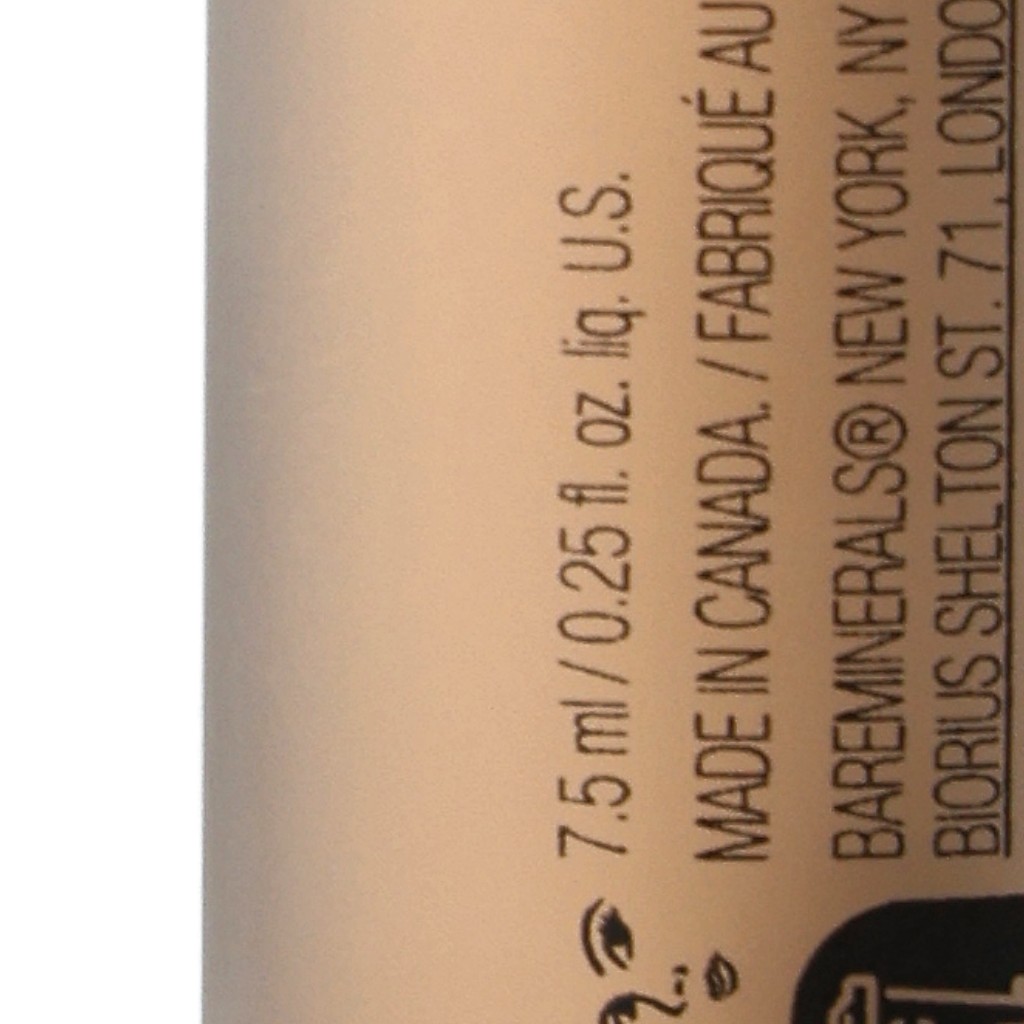 7.5 ml / 0.25 fl. oz. liq. U.S.
MADE IN CANADA. / FABRIQUÉ AU
BAREMINERALS® NEW YORK, NY
BIORIUS SHELTON ST. 71, LONDO